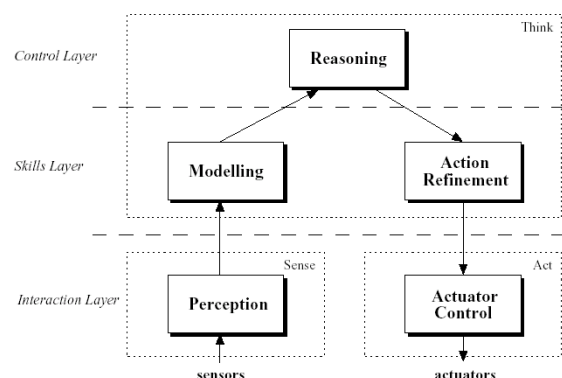 Think
Control Layer
Reasoning
Skills Layer
Modelling
Action
Refinement
Sense
Act
Interaction Layer
Perception
Actuator
Control
sensors
actuators